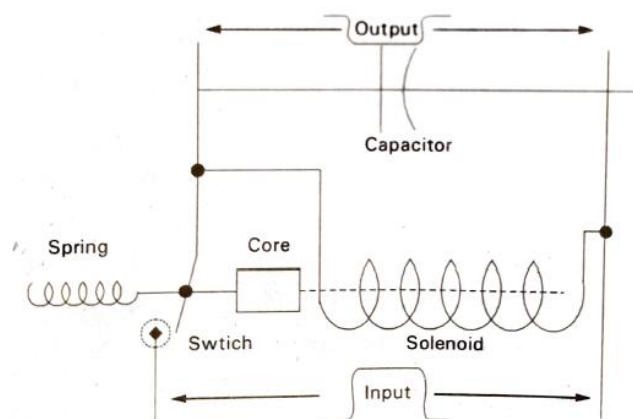 Output
Capacitor
Spring
Core
Swtich
Solenoid
Input